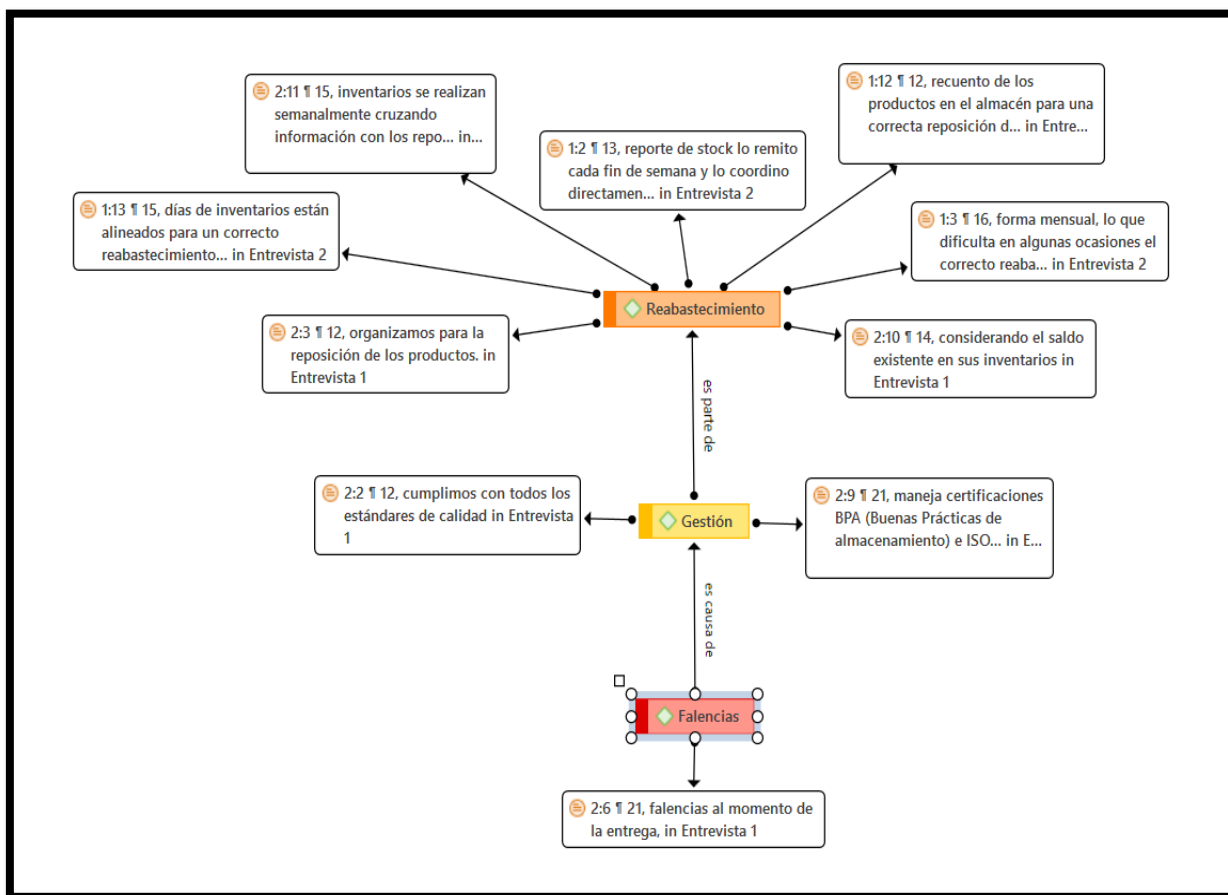 2:11 ¶ 15, inventarios se realizan
semanalmente cruzando
información con los repo... in...
1:12 ¶ 12, recuento de los
productos en el almacén para una
correcta reposición d... in Entre...
1:2 ¶ 13, reporte de stock lo remito
cada fin de semana y lo coordino
directamen... in Entrevista 2
1:13 ¶ 15, días de inventarios están
alineados para un correcto
reabastecimiento... in Entrevista 2
1:3 ¶ 16, forma mensual, lo que
dificulta en algunas ocasiones el
correcto reaba... in Entrevista 2
Reabastecimiento
2:3 ¶ 12, organizamos para la
reposición de los productos. in
Entrevista 1
2:10 ¶ 14, considerando el saldo
existente en sus inventarios in
Entrevista 1
es parte de
2:2 ¶ 12, cumplimos con todos los
estándares de calidad in Entrevista
1
Gestión
2:9 ¶ 21, maneja certificaciones
BPA (Buenas Prácticas de
almacenamiento) e ISO... in E...
es causa de
Falencias
2:6 ¶ 21, falencias al momento de
la entrega, in Entrevista 1